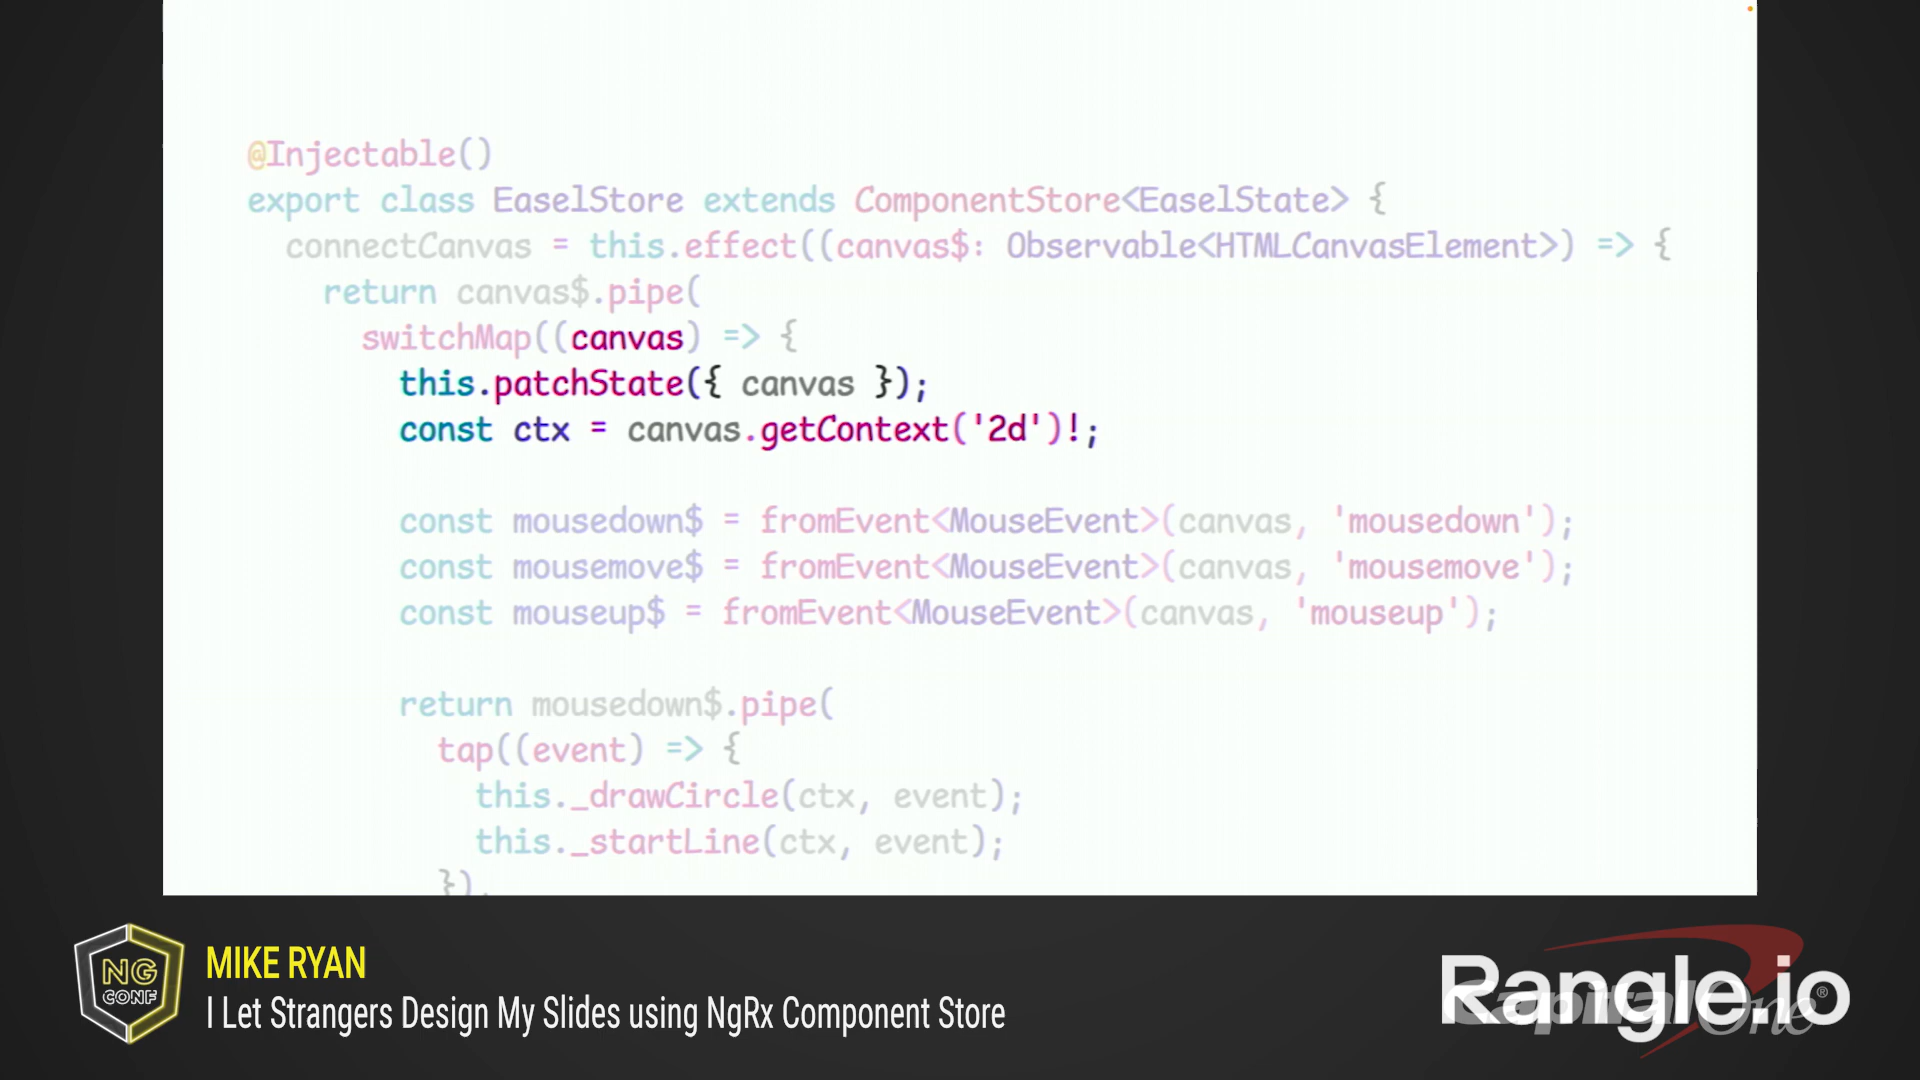 @Injectable()
export class EaselStore extends ComponentStore<EaselState> {
connectCanvas = this.effect((canvas$: Observable<HTMLCanvasElement>) => {
return canvas$.pipe(
switchMap((canvas) => {
this.patchState({ canvas });
const ctx = canvas.getContext('2d')!;
const mousedown$ = fromEvent<MouseEvent>(canvas, 'mousedown');
const mousemove$ = fromEvent<MouseEvent>(canvas, 'mousemove');
const mouseup$ = fromEvent<MouseEvent>(canvas, 'mouseup');
return mousedown$.pipe(
tap((event) => {
this._drawCircle(ctx, event);
this._startLine(ctx, event);
}),
NG
CONF
MIKE RYAN
I Let Strangers Design My Slides using NgRx Component Store
Rangle.io
Capital One